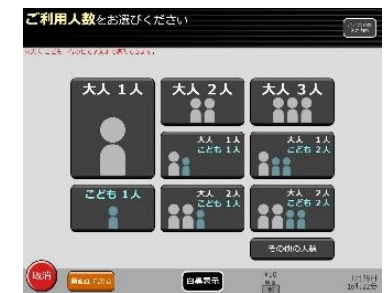 ご利用人数をお選びください
大人 1人
大人 2人
大人 3人
大人 1人
こども 1人
大人 1人
こども 2人
こども 1人
大人 2人
こども 1人
大人 2人
こども 2人
その他の人数
取消
白黒表示
¥10